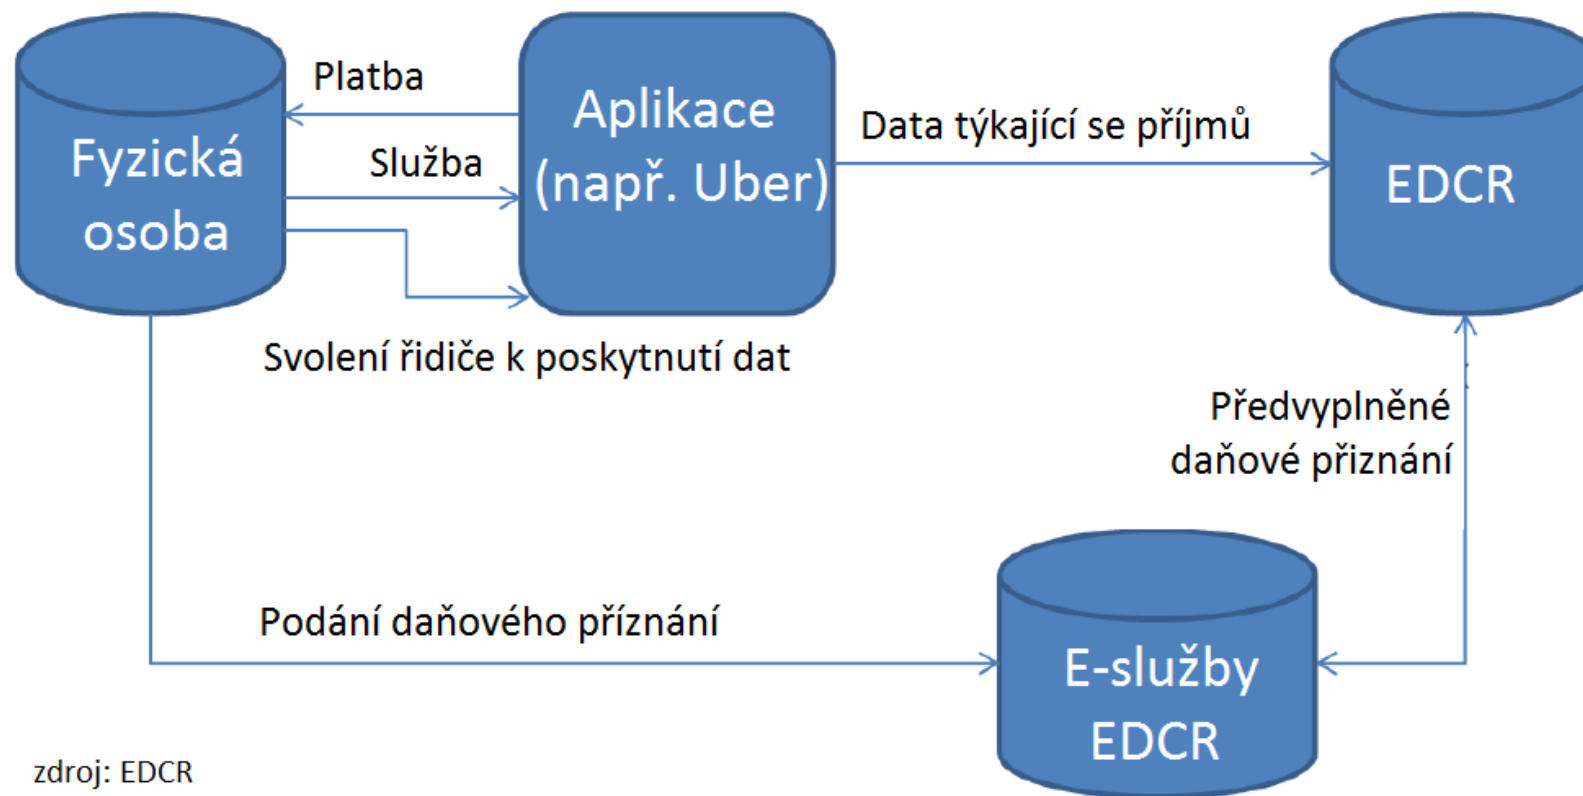 Platba
Fyzická
osoba
Služba
Aplikace
(např. Uber)
Data týkající se příjmů
EDCR
Svolení řidiče k poskytnutí dat
Předvyplněné
daňové přiznání
Podání daňového příznání
E-služby
EDCR
zdroj: EDCR